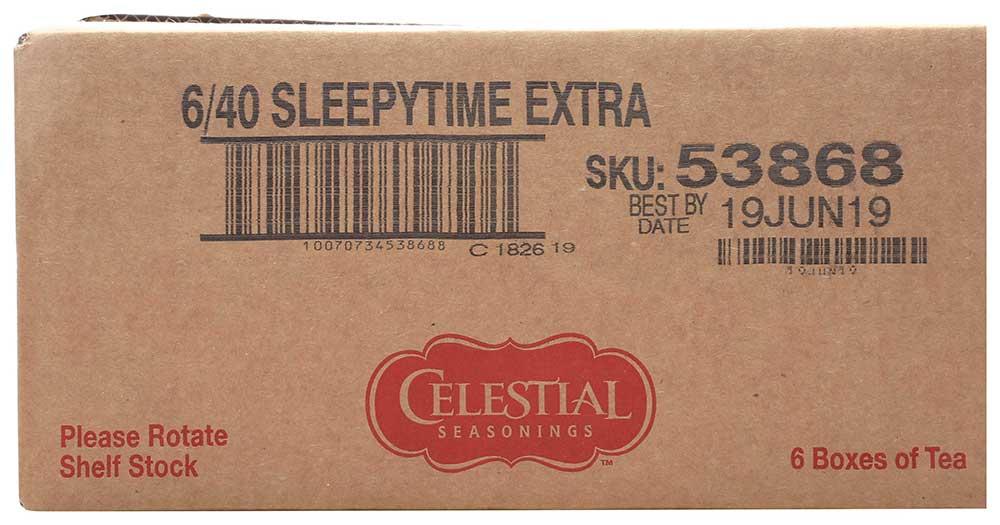 6/40 SLEEPYTIME EXTRA
10070734538688
C 1826 19
SKU: 53868
BEST BY DATE 19JUN19
19JUN19
CELESTIAL
SEASONINGS
TM
Please Rotate
Shelf Stock
6 Boxes of Tea